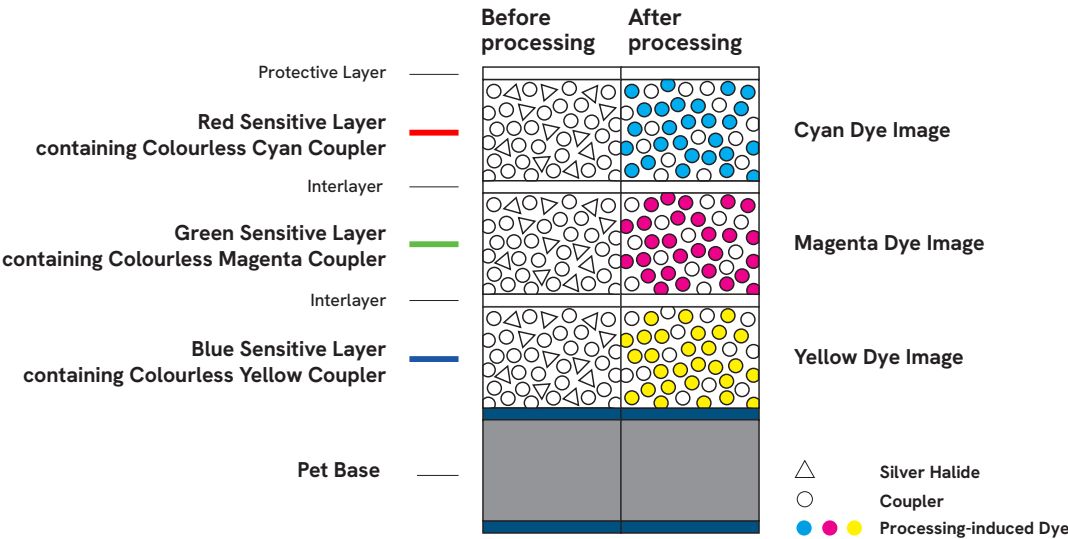 Before
processing
After
processing
Protective Layer
Red Sensitive Layer
containing Colourless Cyan Coupler
Cyan Dye Image
Interlayer
Green Sensitive Layer
containing Colourless Magenta Coupler
Magenta Dye Image
Interlayer
Blue Sensitive Layer
containing Colourless Yellow Coupler
Yellow Dye Image
Pet Base
Silver Halide
Coupler
Processing-induced Dye